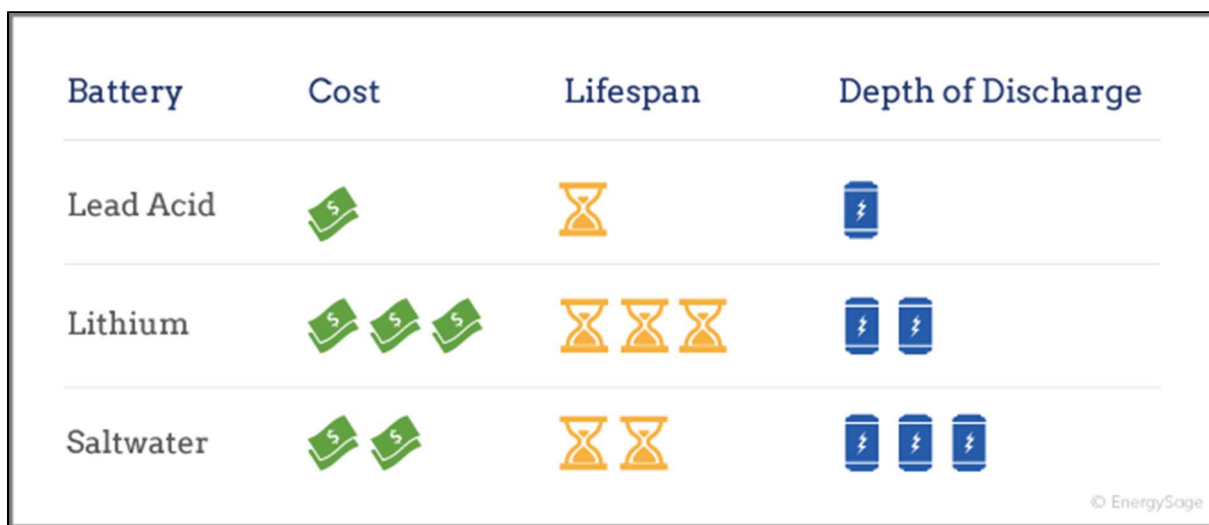 Battery Cost Lifespan Depth of Discharge
Lead Acid $
Lithium $ $ $
Saltwater $ $
© EnergySage